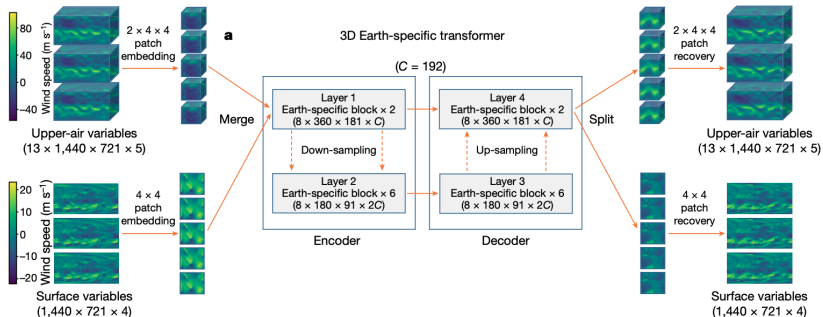 a
3D Earth-specific transformer
(C = 192)
80
40
0
−40
Wind speed (m s⁻¹)
2 × 4 × 4
patch
embedding
Upper-air variables
(13 × 1,440 × 721 × 5)
20
10
0
−10
−20
Wind speed (m s⁻¹)
4 × 4
patch
embedding
Surface variables
(1,440 × 721 × 4)
Merge
Layer 1
Earth-specific block × 2
(8 × 360 × 181 × C)
Down-sampling
Layer 2
Earth-specific block × 6
(8 × 180 × 91 × 2C)
Encoder
Layer 4
Earth-specific block × 2
(8 × 360 × 181 × C)
Up-sampling
Layer 3
Earth-specific block × 6
(8 × 180 × 91 × 2C)
Decoder
Split
2 × 4 × 4
patch
recovery
Upper-air variables
(13 × 1,440 × 721 × 5)
4 × 4
patch
recovery
Surface variables
(1,440 × 721 × 4)